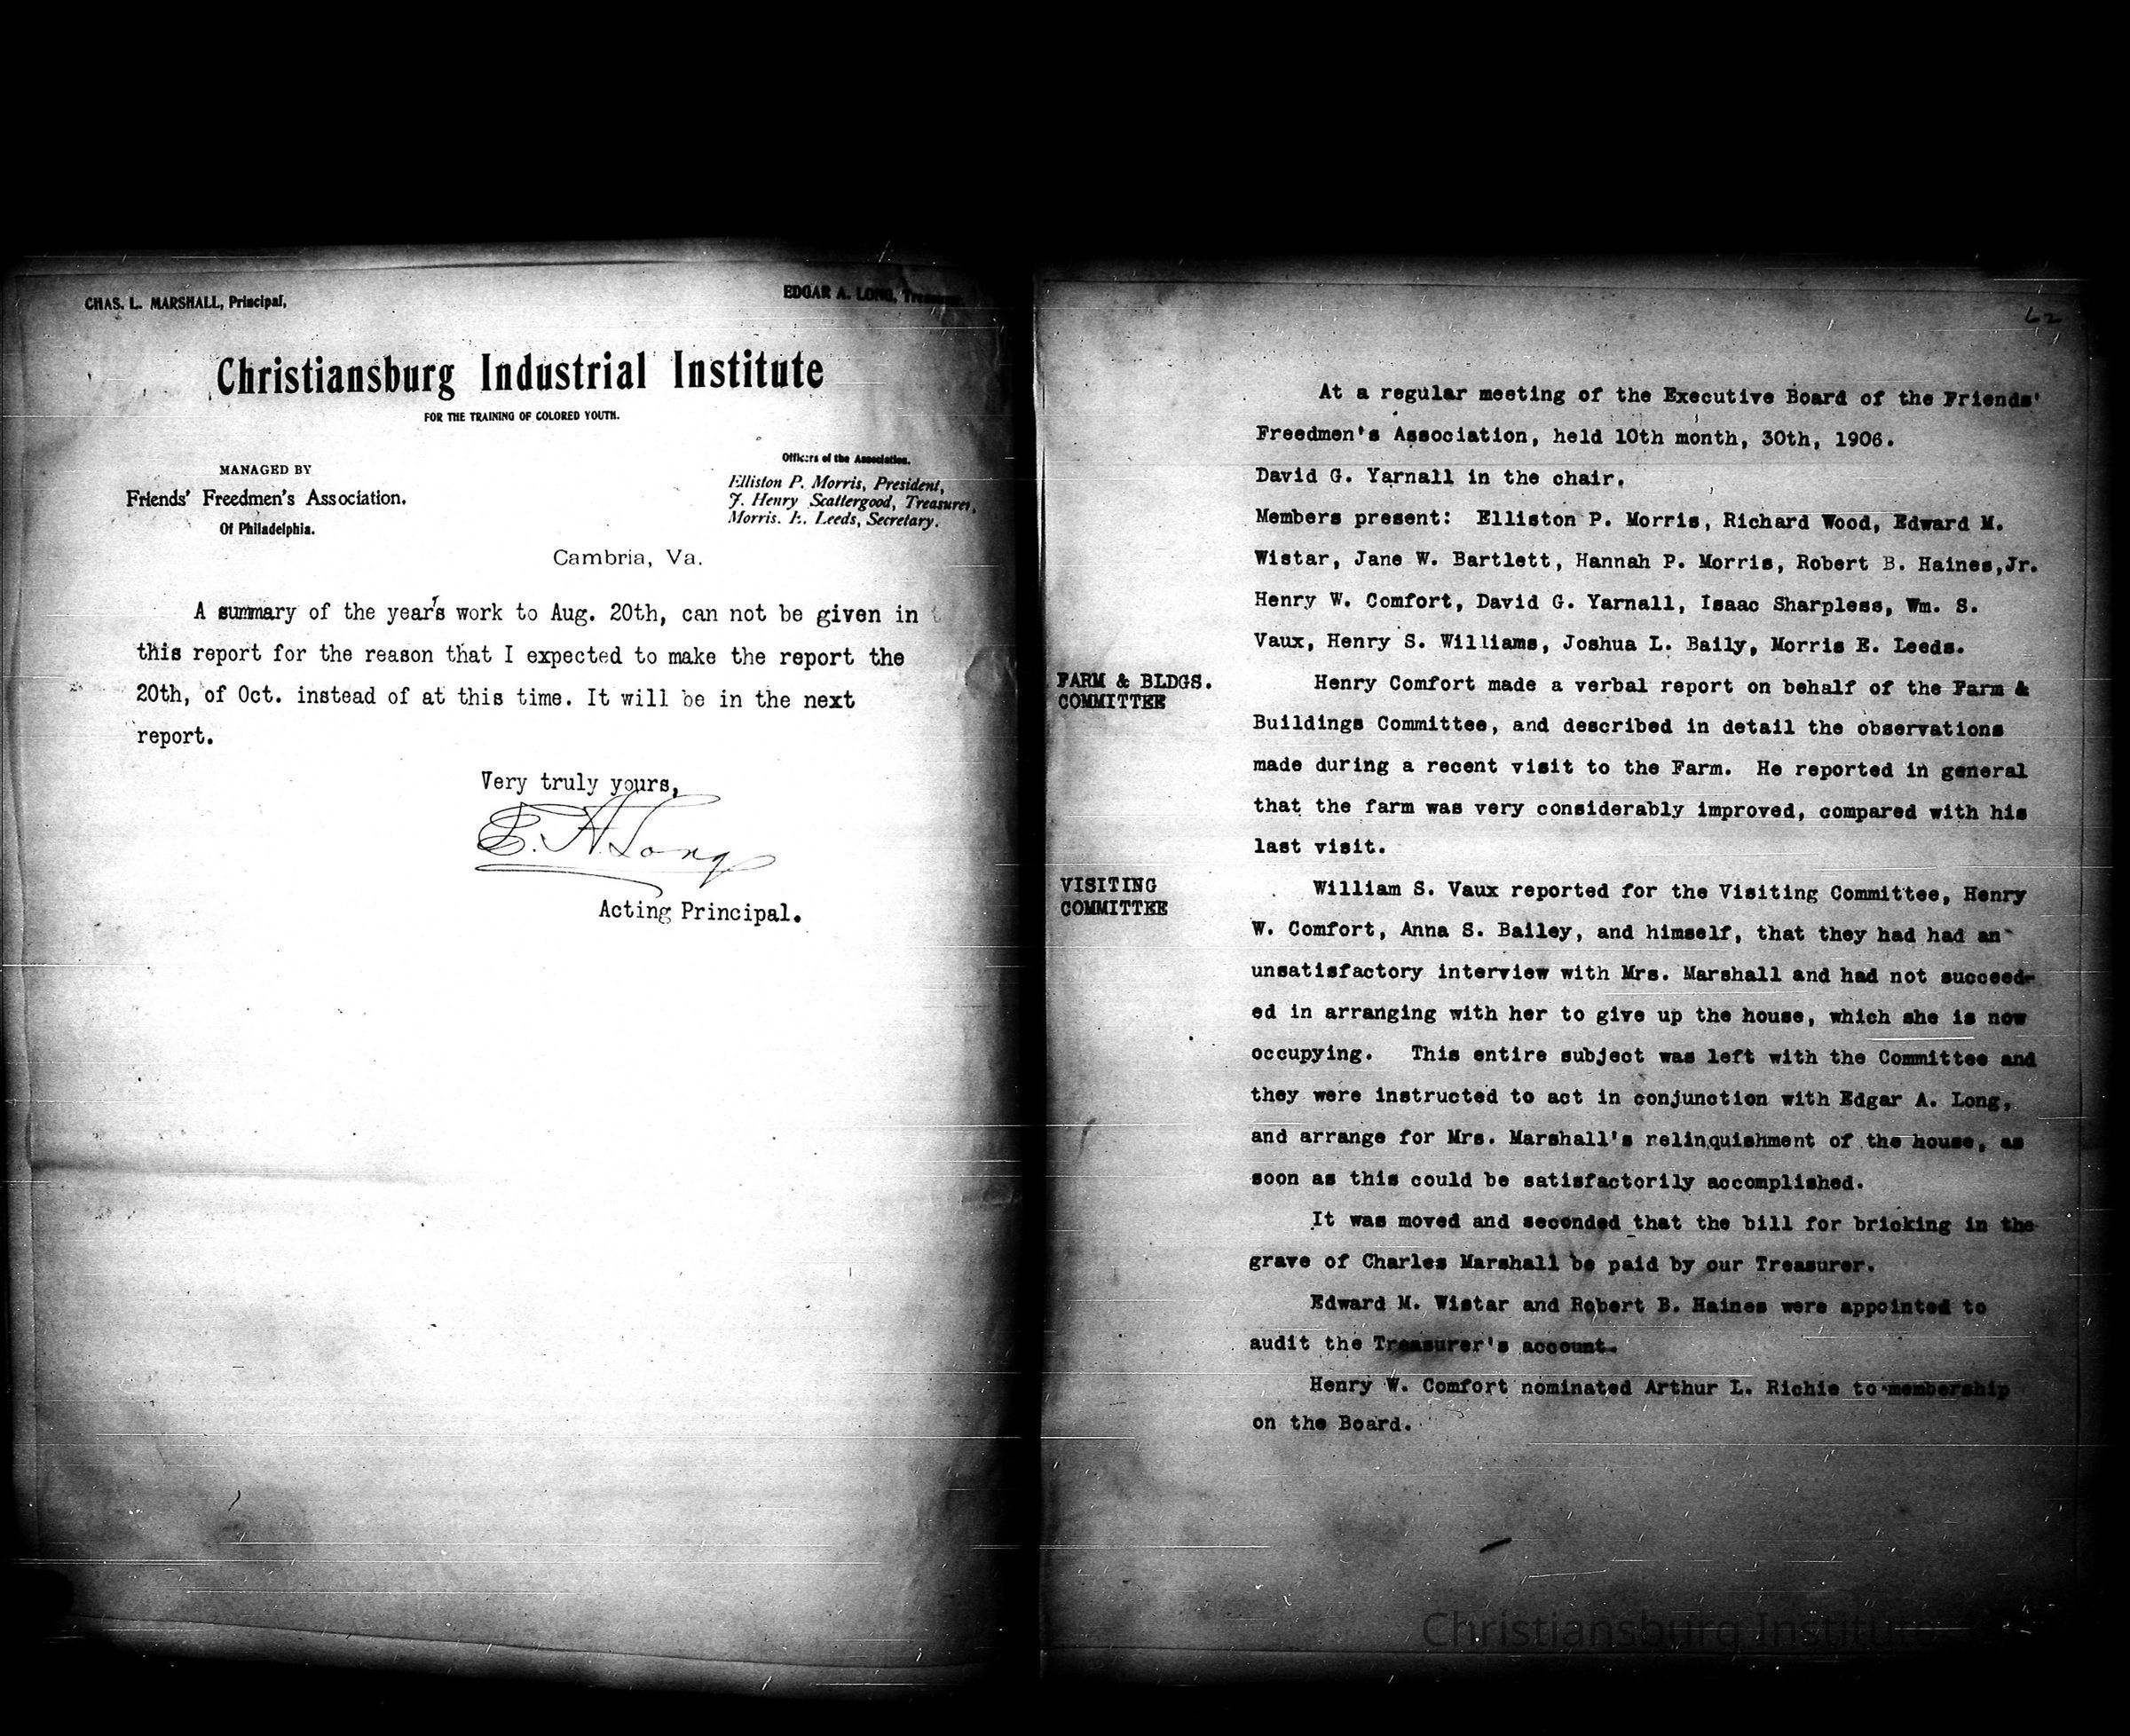 CHAS. L. MARSHALL, Principal,
EDGAR A. LONG, Treasurer.
Christiansburg Industrial Institute
FOR THE TRAINING OF COLORED YOUTH.
MANAGED BY
Friends' Freedmen's Association.
Of Philadelphia.
Officers of the Association.
Elliston P. Morris, President,
J. Henry Scattergood, Treasurer,
Morris. E. Leeds, Secretary.
Cambria, Va.
A summary of the year's work to Aug. 20th, can not be given in
this report for the reason that I expected to make the report the
20th, of Oct. instead of at this time. It will be in the next
report.
Very truly yours,
E. A. Long
Acting Principal.
62
At a regular meeting of the Executive Board of the Friends'
Freedmen's Association, held 10th month, 30th, 1906.
David G. Yarnall in the chair.
Members present: Elliston P. Morris, Richard Wood, Edward M.
Wistar, Jane W. Bartlett, Hannah P. Morris, Robert B. Haines,Jr.
Henry W. Comfort, David G. Yarnall, Isaac Sharpless, Wm. S.
Vaux, Henry S. Williams, Joshua L. Baily, Morris E. Leeds.
FARM & BLDGS.
COMMITTEE
Henry Comfort made a verbal report on behalf of the Farm &
Buildings Committee, and described in detail the observations
made during a recent visit to the Farm. He reported in general
that the farm was very considerably improved, compared with his
last visit.
VISITING
COMMITTEE
William S. Vaux reported for the Visiting Committee, Henry
W. Comfort, Anna S. Bailey, and himself, that they had had an
unsatisfactory interview with Mrs. Marshall and had not succeed-
ed in arranging with her to give up the house, which she is now
occupying. This entire subject was left with the Committee and
they were instructed to act in conjunction with Edgar A. Long,
and arrange for Mrs. Marshall's relinquishment of the house, as
soon as this could be satisfactorily accomplished.
It was moved and seconded that the bill for bricking in the
grave of Charles Marshall be paid by our Treasurer.
Edward M. Wistar and Robert B. Haines were appointed to
audit the Treasurer's account.
Henry W. Comfort nominated Arthur L. Richie to membership
on the Board.
Christiansburg Institute